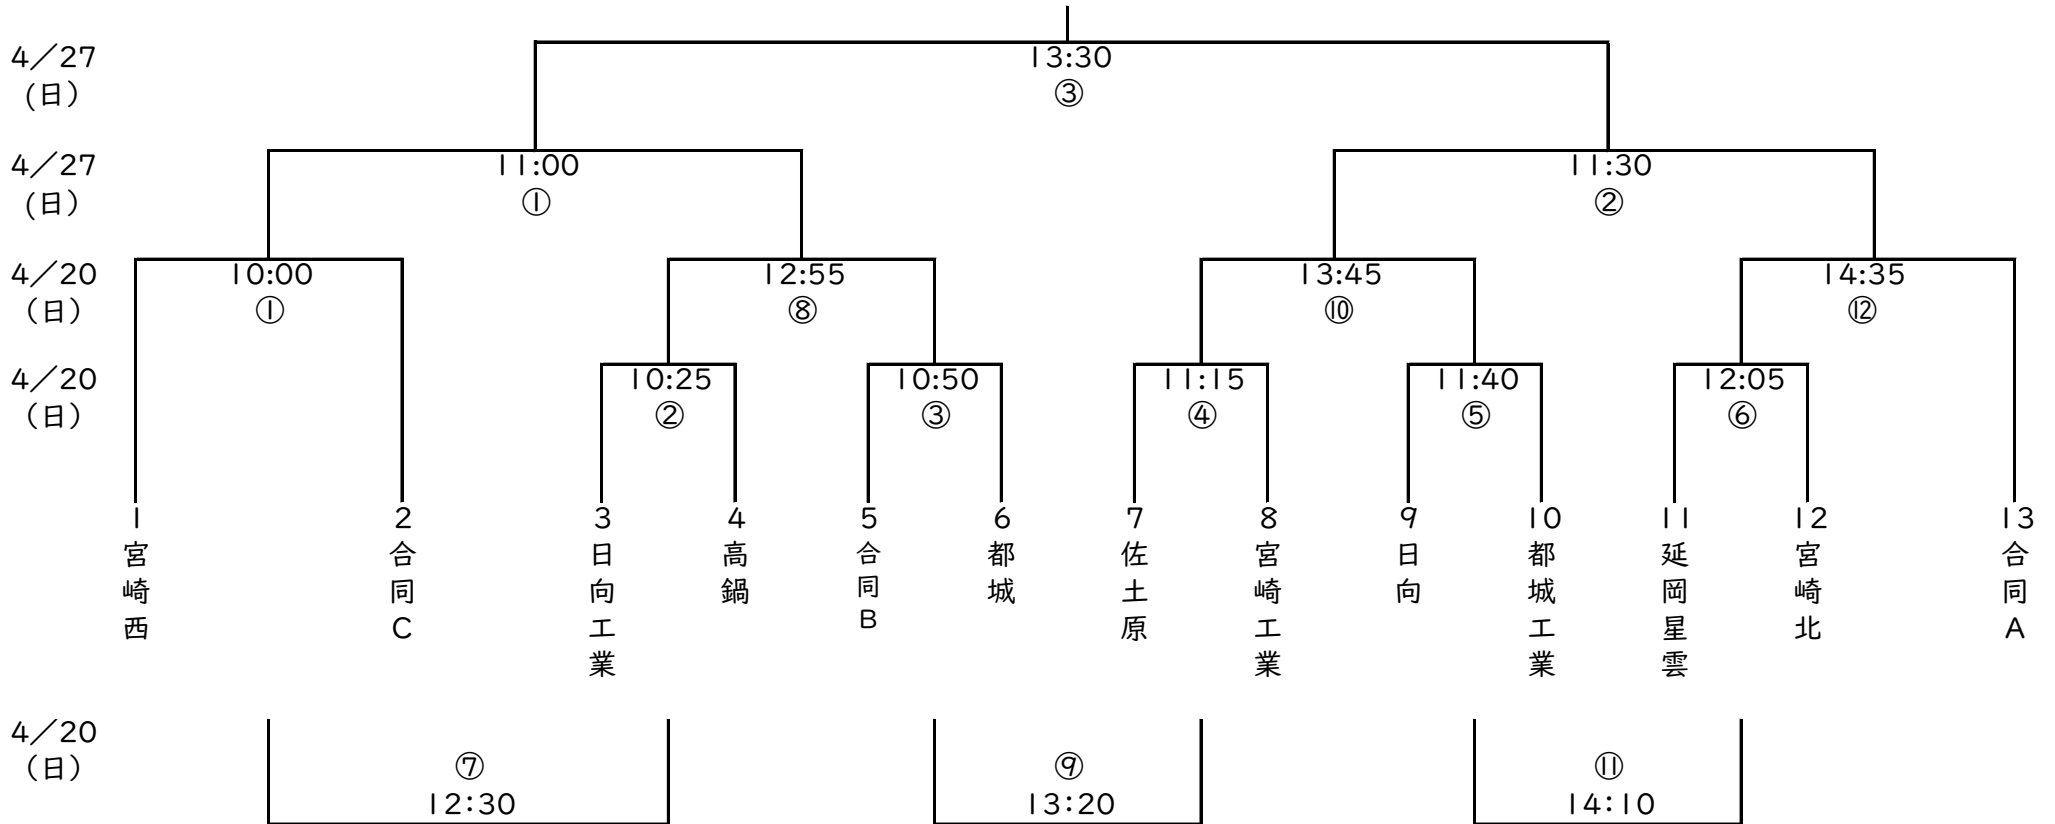 4／27
(日)
13:30
③
4／27
(日)
11:00
①
11:30
②
4／20
(日)
10:00
①
12:55
⑧
13:45
⑩
14:35
⑫
4／20
(日)
10:25
②
10:50
③
11:15
④
11:40
⑤
12:05
⑥
1
宮崎西
2
合同C
3
日向工業
4
高鍋
5
合同B
6
都城
7
佐土原
8
宮崎工業
9
日向
10
都城工業
11
延岡星雲
12
宮崎北
13
合同A
4／20
(日)
⑦
12:30
⑨
13:20
⑪
14:10